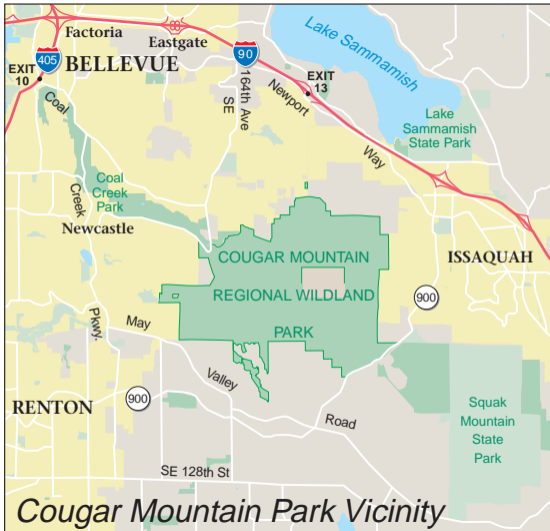 Factoria
Eastgate
405
BELLEVUE
90
EXIT
10
164th Ave
SE
EXIT
13
Newport
Way
Lake Sammamish
Lake
Sammamish
State Park
Coal
Creek
Pkwy.
Coal
Creek
Park
Newcastle
COUGAR MOUNTAIN
REGIONAL WILDLAND
PARK
ISSAQUAH
900
May
Valley
Road
RENTON
900
Squak
Mountain
State
Park
SE 128th St
Cougar Mountain Park Vicinity